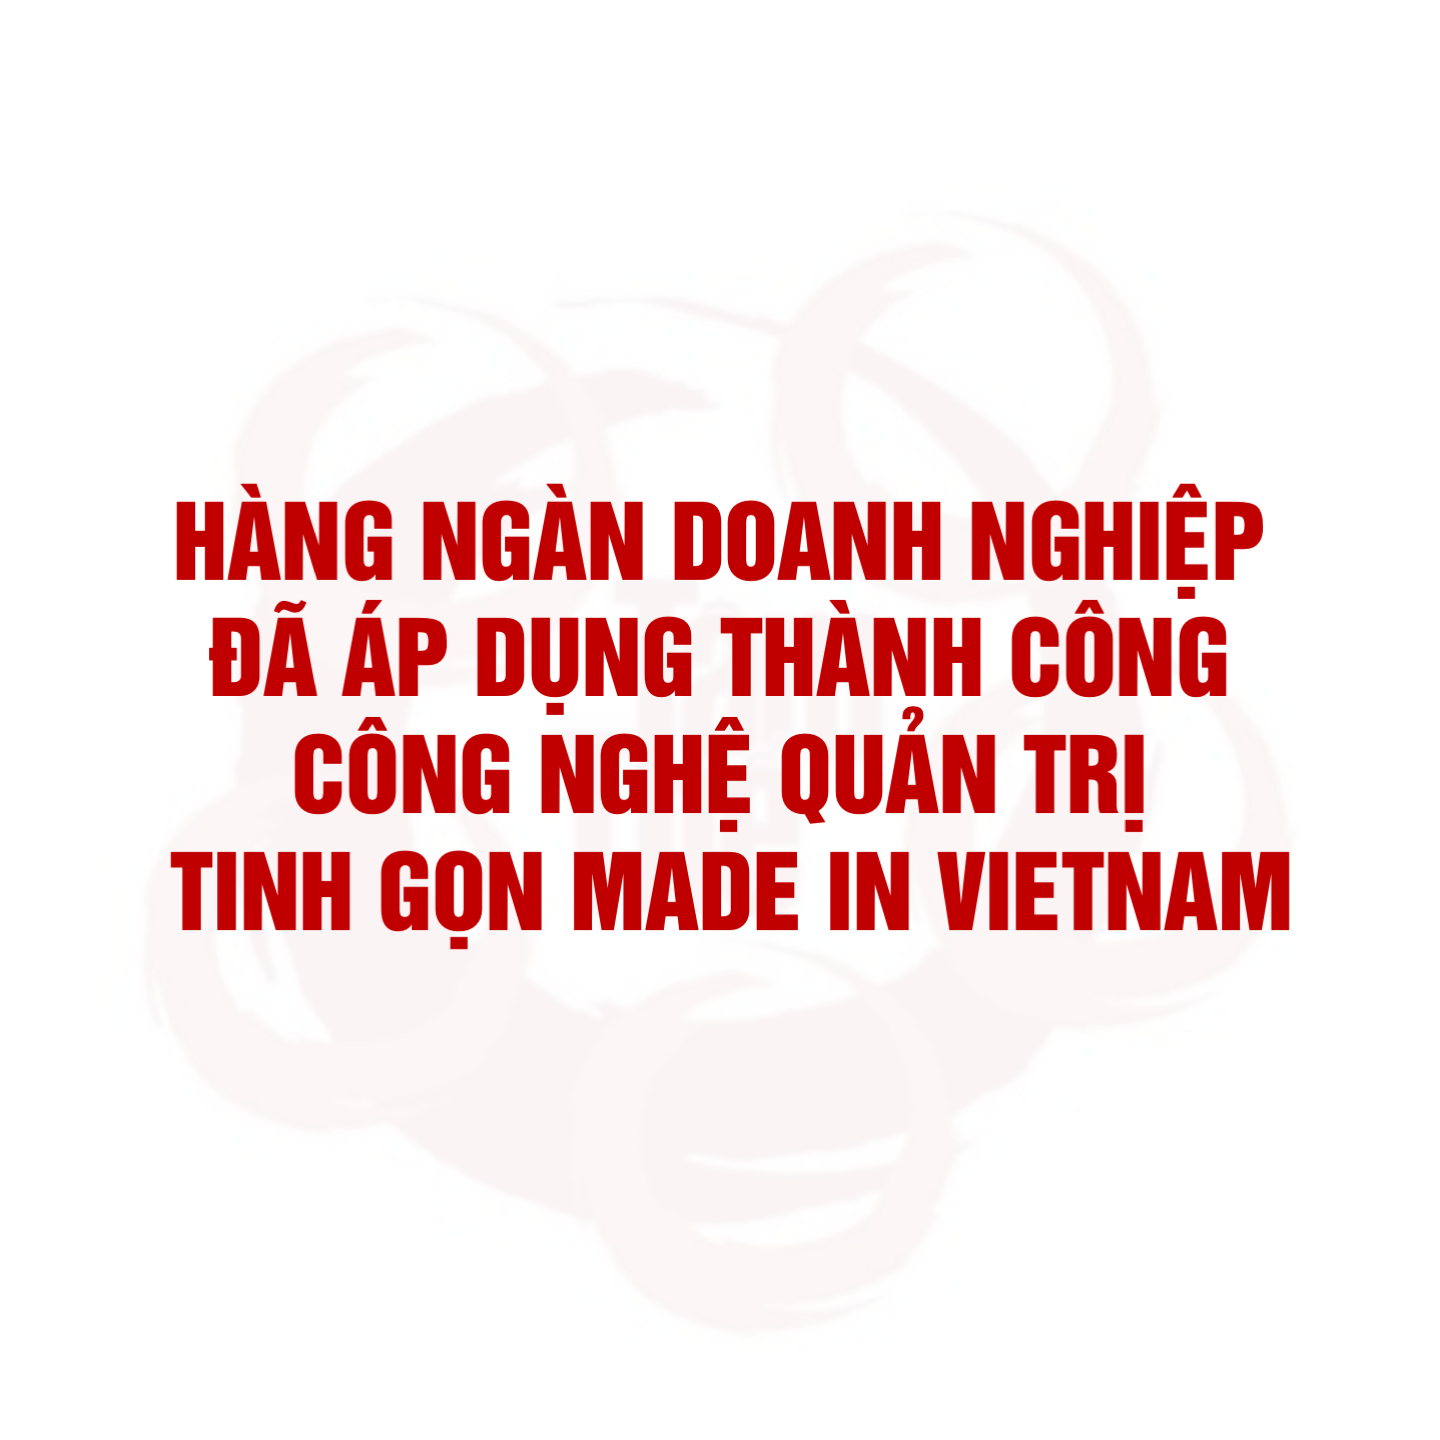 HÀNG NGÀN DOANH NGHIỆP
ĐÃ ÁP DỤNG THÀNH CÔNG
CÔNG NGHỆ QUẢN TRỊ
TINH GỌN MADE IN VIETNAM